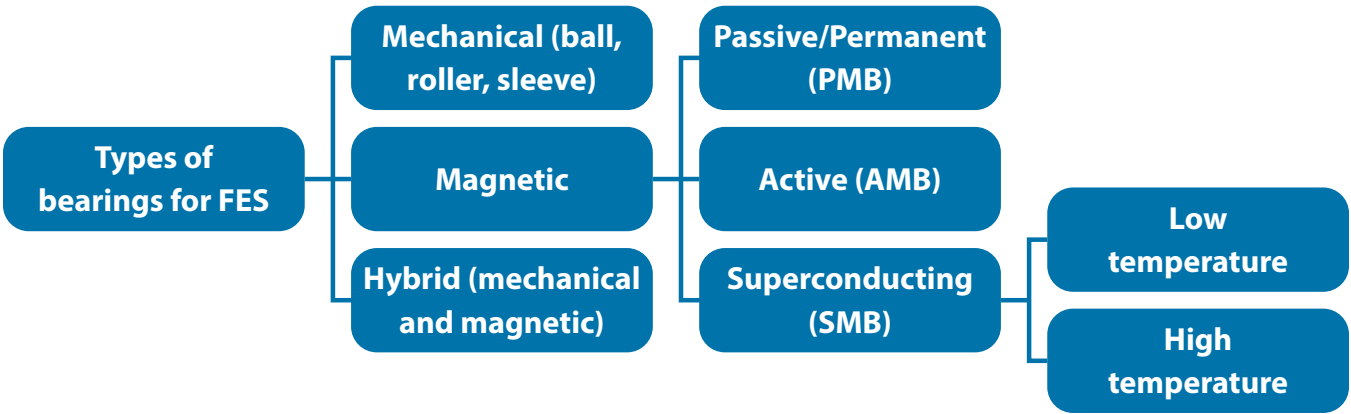 Types of
bearings for FES
Mechanical (ball,
roller, sleeve)
Magnetic
Hybrid (mechanical
and magnetic)
Passive/Permanent
(PMB)
Active (AMB)
Superconducting
(SMB)
Low
temperature
High
temperature